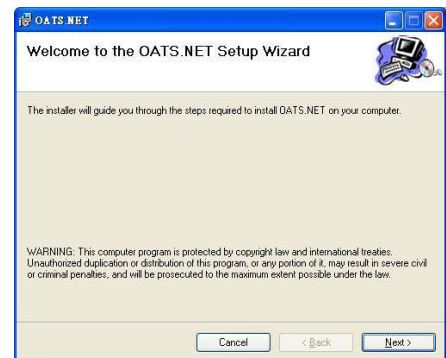 OATS.NET
Welcome to the OATS.NET Setup Wizard
The installer will guide you through the steps required to install OATS.NET on your computer.
WARNING: This computer program is protected by copyright law and international treaties.
Unauthorized duplication or distribution of this program, or any portion of it, may result in severe civil
or criminal penalties, and will be prosecuted to the maximum extent possible under the law.
Cancel
< Back
Next >